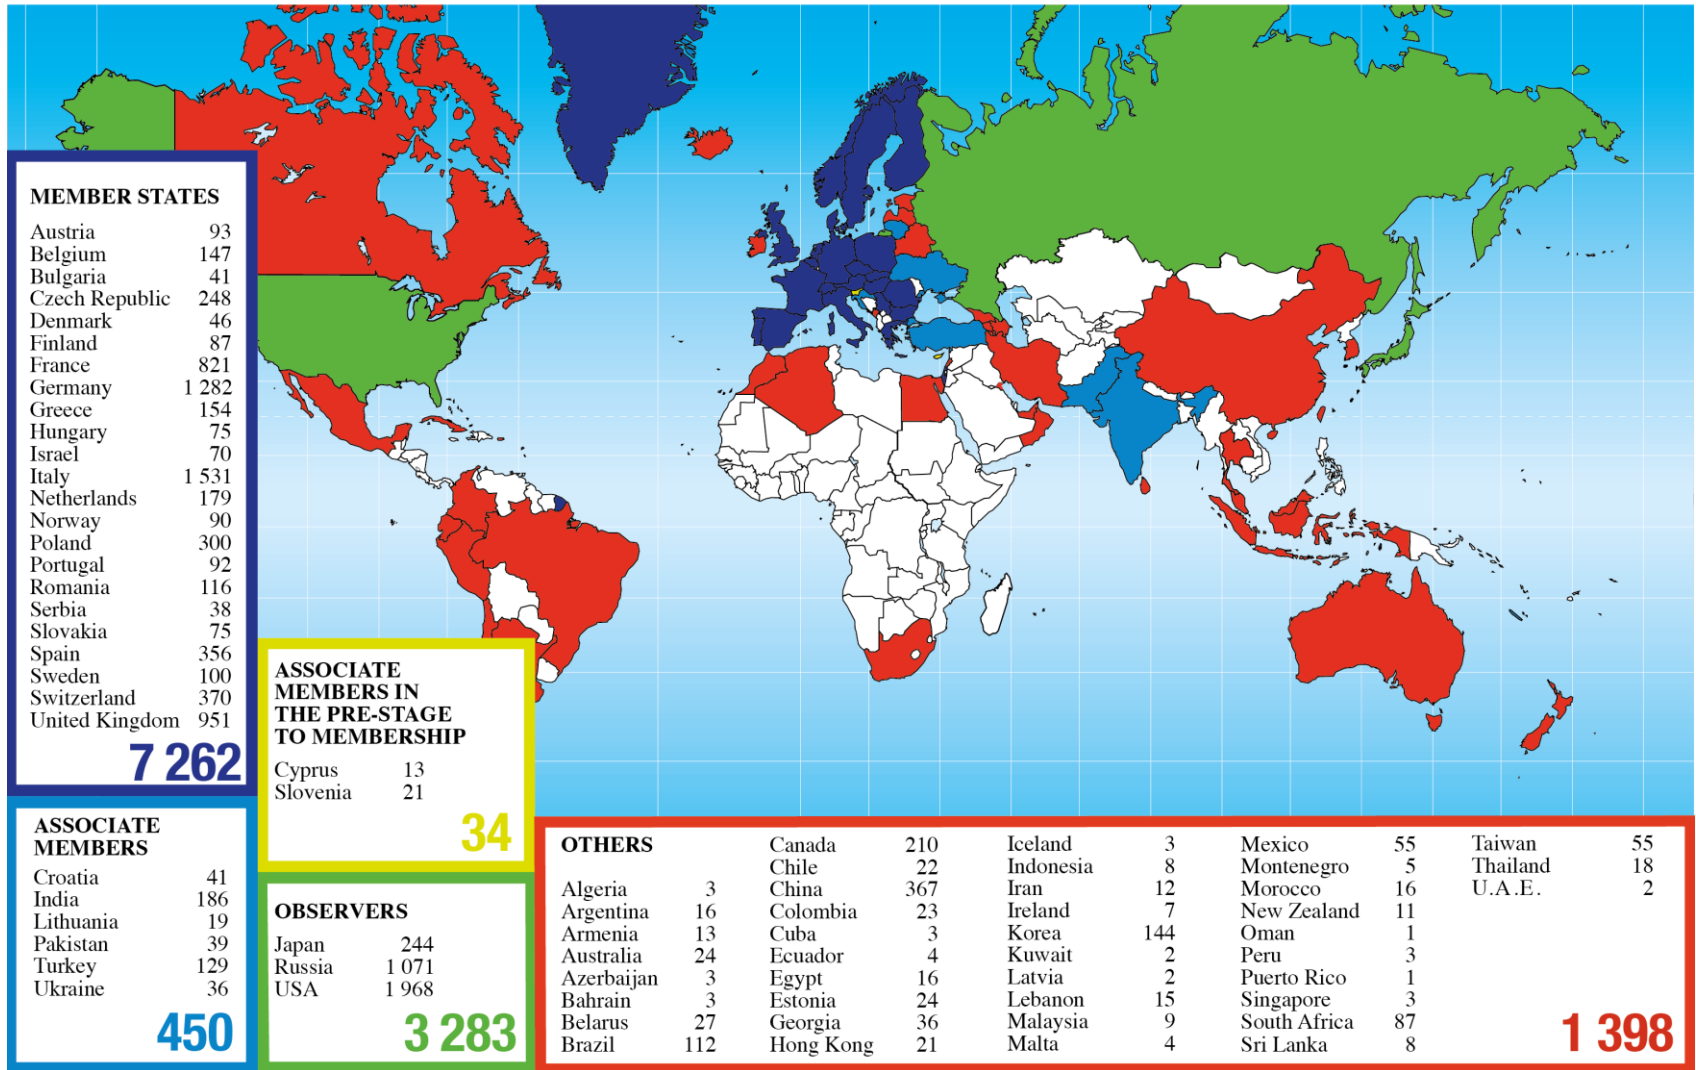 MEMBER STATES
Austria 93
Belgium 147
Bulgaria 41
Czech Republic 248
Denmark 46
Finland 87
France 821
Germany 1 282
Greece 154
Hungary 75
Israel 70
Italy 1 531
Netherlands 179
Norway 90
Poland 300
Portugal 92
Romania 116
Serbia 38
Slovakia 75
Spain 356
Sweden 100
Switzerland 370
United Kingdom 951
7 262
ASSOCIATE
MEMBERS
Croatia 41
India 186
Lithuania 19
Pakistan 39
Turkey 129
Ukraine 36
450
ASSOCIATE
MEMBERS IN
THE PRE-STAGE
TO MEMBERSHIP
Cyprus 13
Slovenia 21
34
OBSERVERS
Japan 244
Russia 1 071
USA 1 968
3 283
OTHERS
Algeria 3
Argentina 16
Armenia 13
Australia 24
Azerbaijan 3
Bahrain 3
Belarus 27
Brazil 112
Canada 210
Chile 22
China 367
Colombia 23
Cuba 3
Ecuador 4
Egypt 16
Estonia 24
Georgia 36
Hong Kong 21
Iceland 3
Indonesia 8
Iran 12
Ireland 7
Korea 144
Kuwait 2
Latvia 2
Lebanon 15
Malaysia 9
Malta 4
Mexico 55
Montenegro 5
Morocco 16
New Zealand 11
Oman 1
Peru 3
Puerto Rico 1
Singapore 3
South Africa 87
Sri Lanka 8
Taiwan 55
Thailand 18
U.A.E. 2
1 398